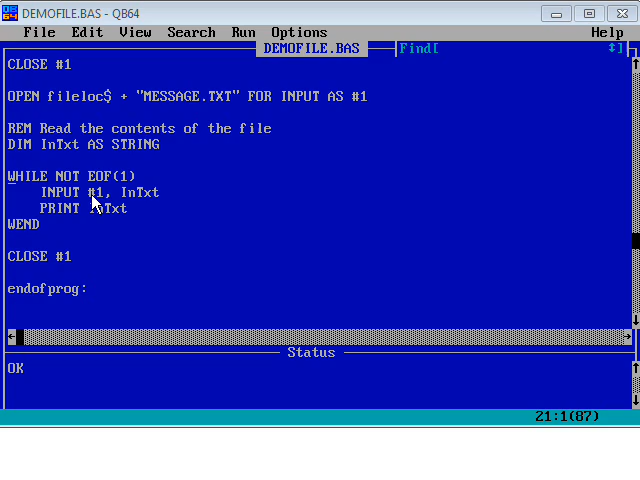 DEMOFILE.BAS - QB64
File Edit View Search Run Options Help
DEMOFILE.BAS Find[ ]
CLOSE #1
OPEN fileloc$ + "MESSAGE.TXT" FOR INPUT AS #1
REM Read the contents of the file
DIM InTxt AS STRING
WHILE NOT EOF(1)
INPUT #1, InTxt
PRINT InTxt
WEND
CLOSE #1
endofprog:
Status
OK
21:1(87)